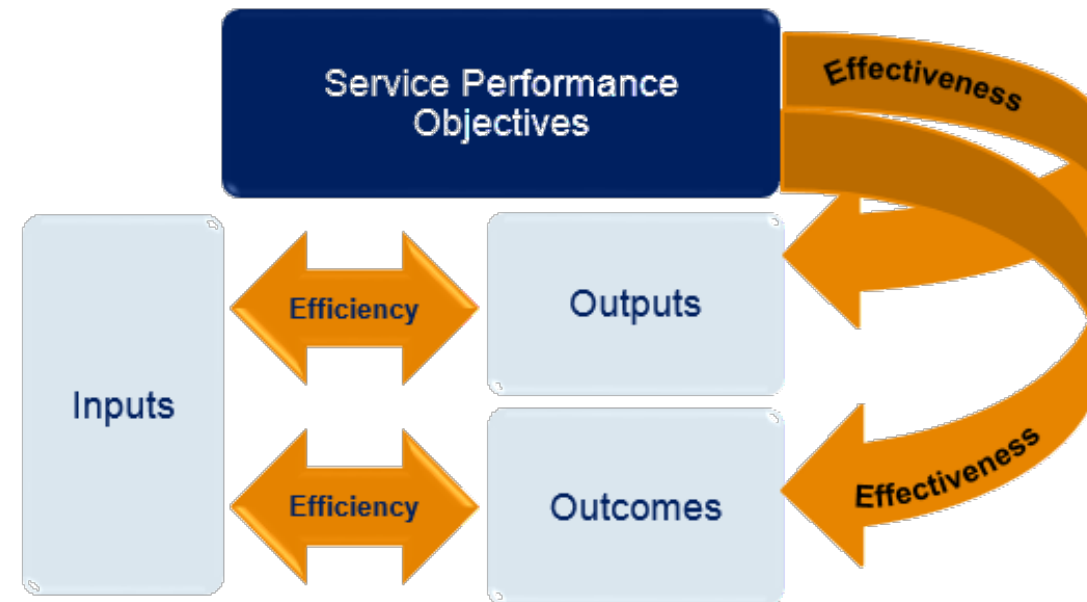 Service Performance
Objectives
Effectiveness
Efficiency
Outputs
Inputs
Efficiency
Outcomes
Effectiveness